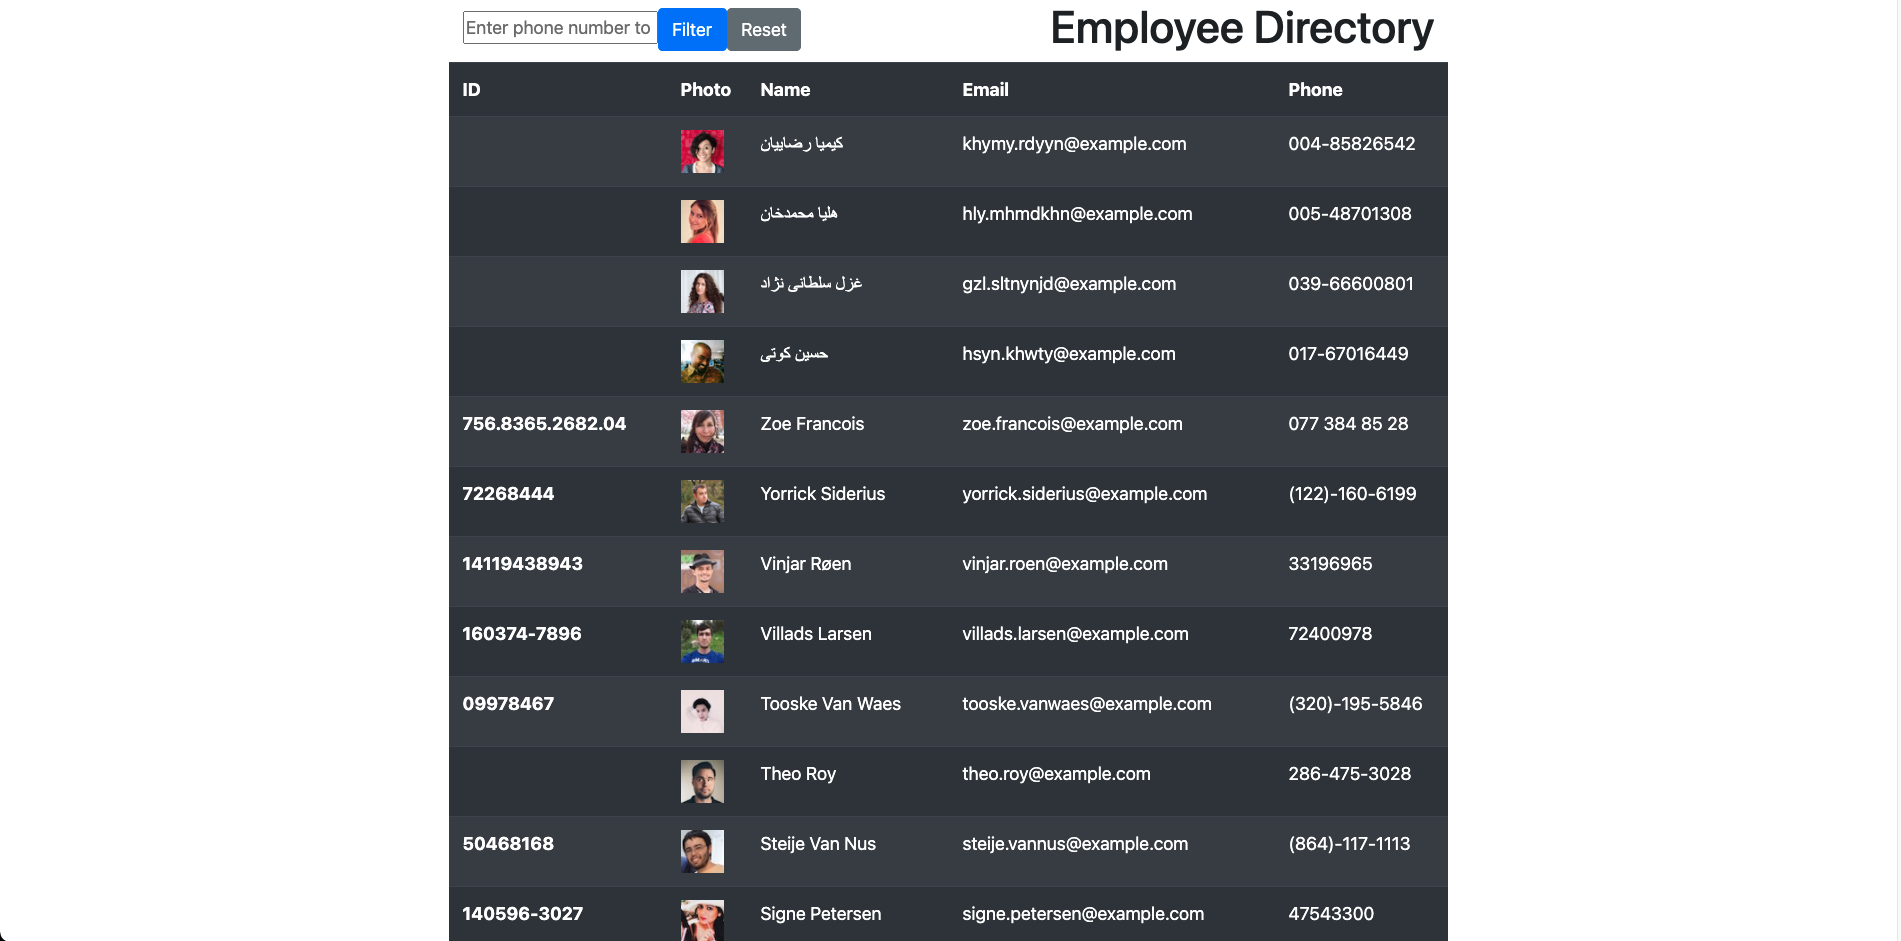 Enter phone number to Filter Reset Employee Directory
ID Photo Name Email Phone
کیمیا رضاییان khymy.rdyyn@example.com 004-85826542
هلیا محمدخان hly.mhmdkhn@example.com 005-48701308
غزل سلطانی نژاد gzl.sltnynjd@example.com 039-66600801
حسین کوتی hsyn.khwty@example.com 017-67016449
756.8365.2682.04 Zoe Francois zoe.francois@example.com 077 384 85 28
72268444 Yorrick Siderius yorrick.siderius@example.com (122)-160-6199
14119438943 Vinjar Røen vinjar.roen@example.com 33196965
160374-7896 Villads Larsen villads.larsen@example.com 72400978
09978467 Tooske Van Waes tooske.vanwaes@example.com (320)-195-5846
Theo Roy theo.roy@example.com 286-475-3028
50468168 Steije Van Nus steije.vannus@example.com (864)-117-1113
140596-3027 Signe Petersen signe.petersen@example.com 47543300